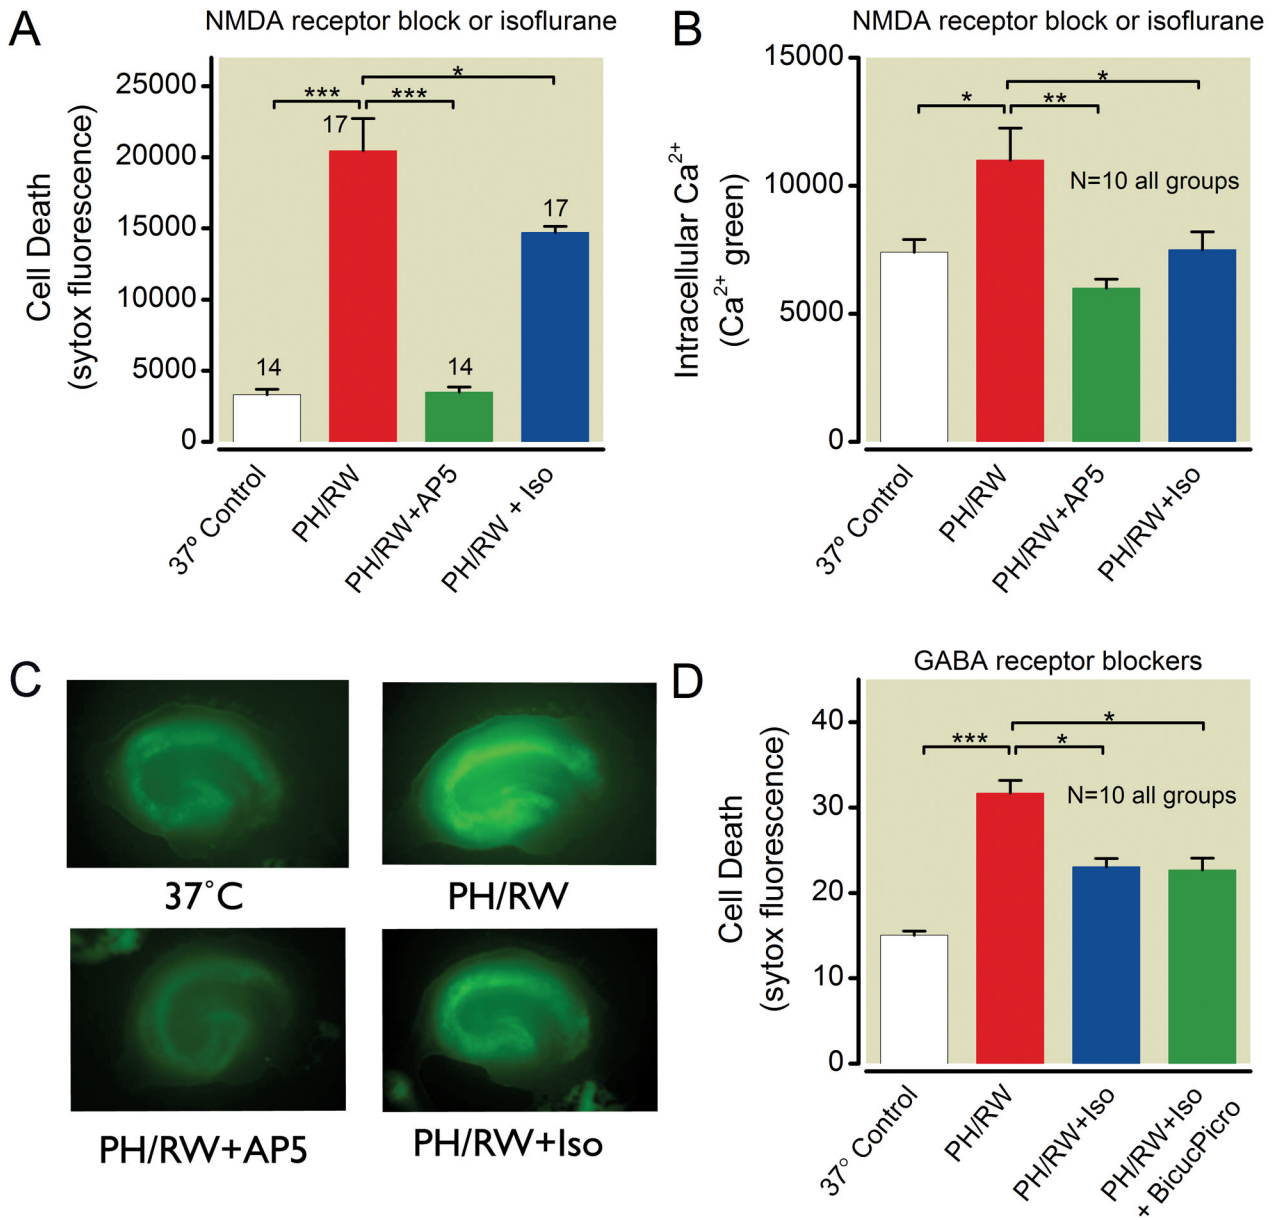 A
NMDA receptor block or isoflurane
Cell Death
(sytox fluorescence)
25000
20000
15000
10000
5000
0
*
***
***
17
17
14
14
37º Control
PH/RW
PH/RW+AP5
PH/RW + Iso
B
NMDA receptor block or isoflurane
Intracellular Ca2+
(Ca2+ green)
15000
10000
5000
0
*
*
**
N=10 all groups
37º Control
PH/RW
PH/RW+AP5
PH/RW+Iso
C
37°C
PH/RW
PH/RW+AP5
PH/RW+Iso
D
GABA receptor blockers
Cell Death
(sytox fluorescence)
40
30
20
10
0
*
***
*
N=10 all groups
37° Control
PH/RW
PH/RW+Iso
PH/RW+Iso
+ BicucPicro